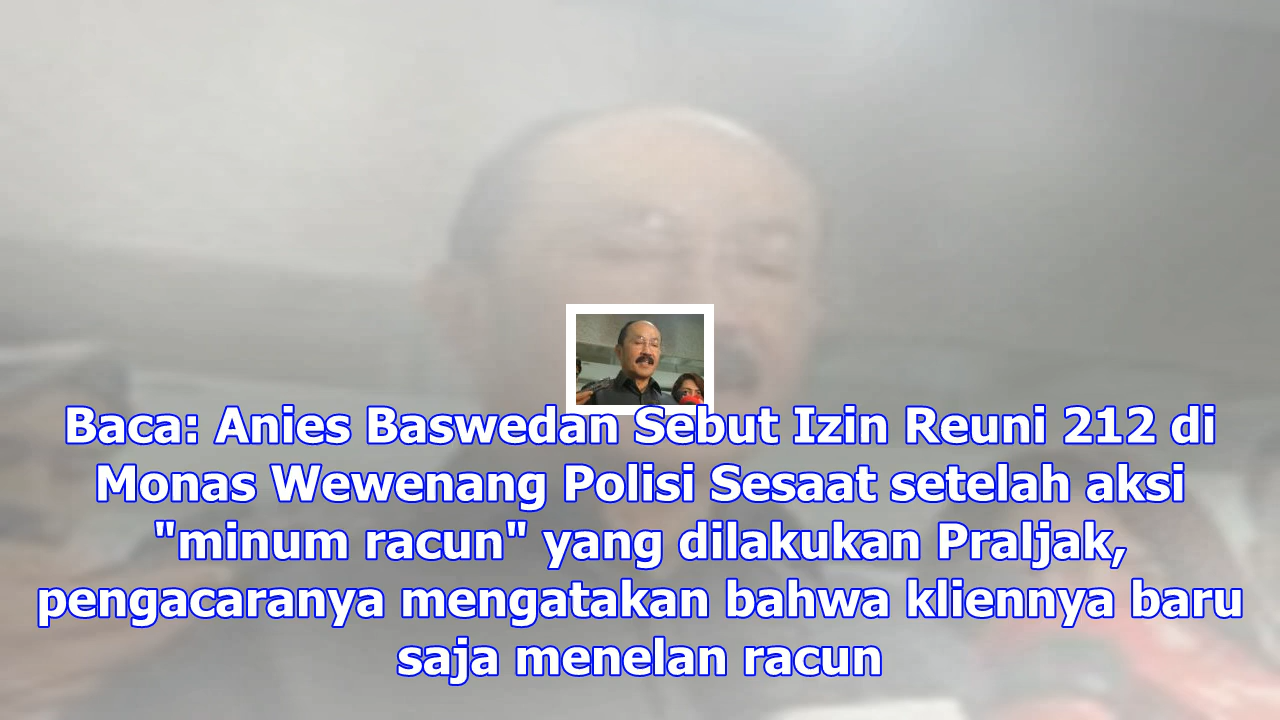 Baca: Anies Baswedan Sebut Izin Reuni 212 di
Monas Wewenang Polisi Sesaat setelah aksi
"minum racun" yang dilakukan Praljak,
pengacaranya mengatakan bahwa kliennya baru
saja menelan racun